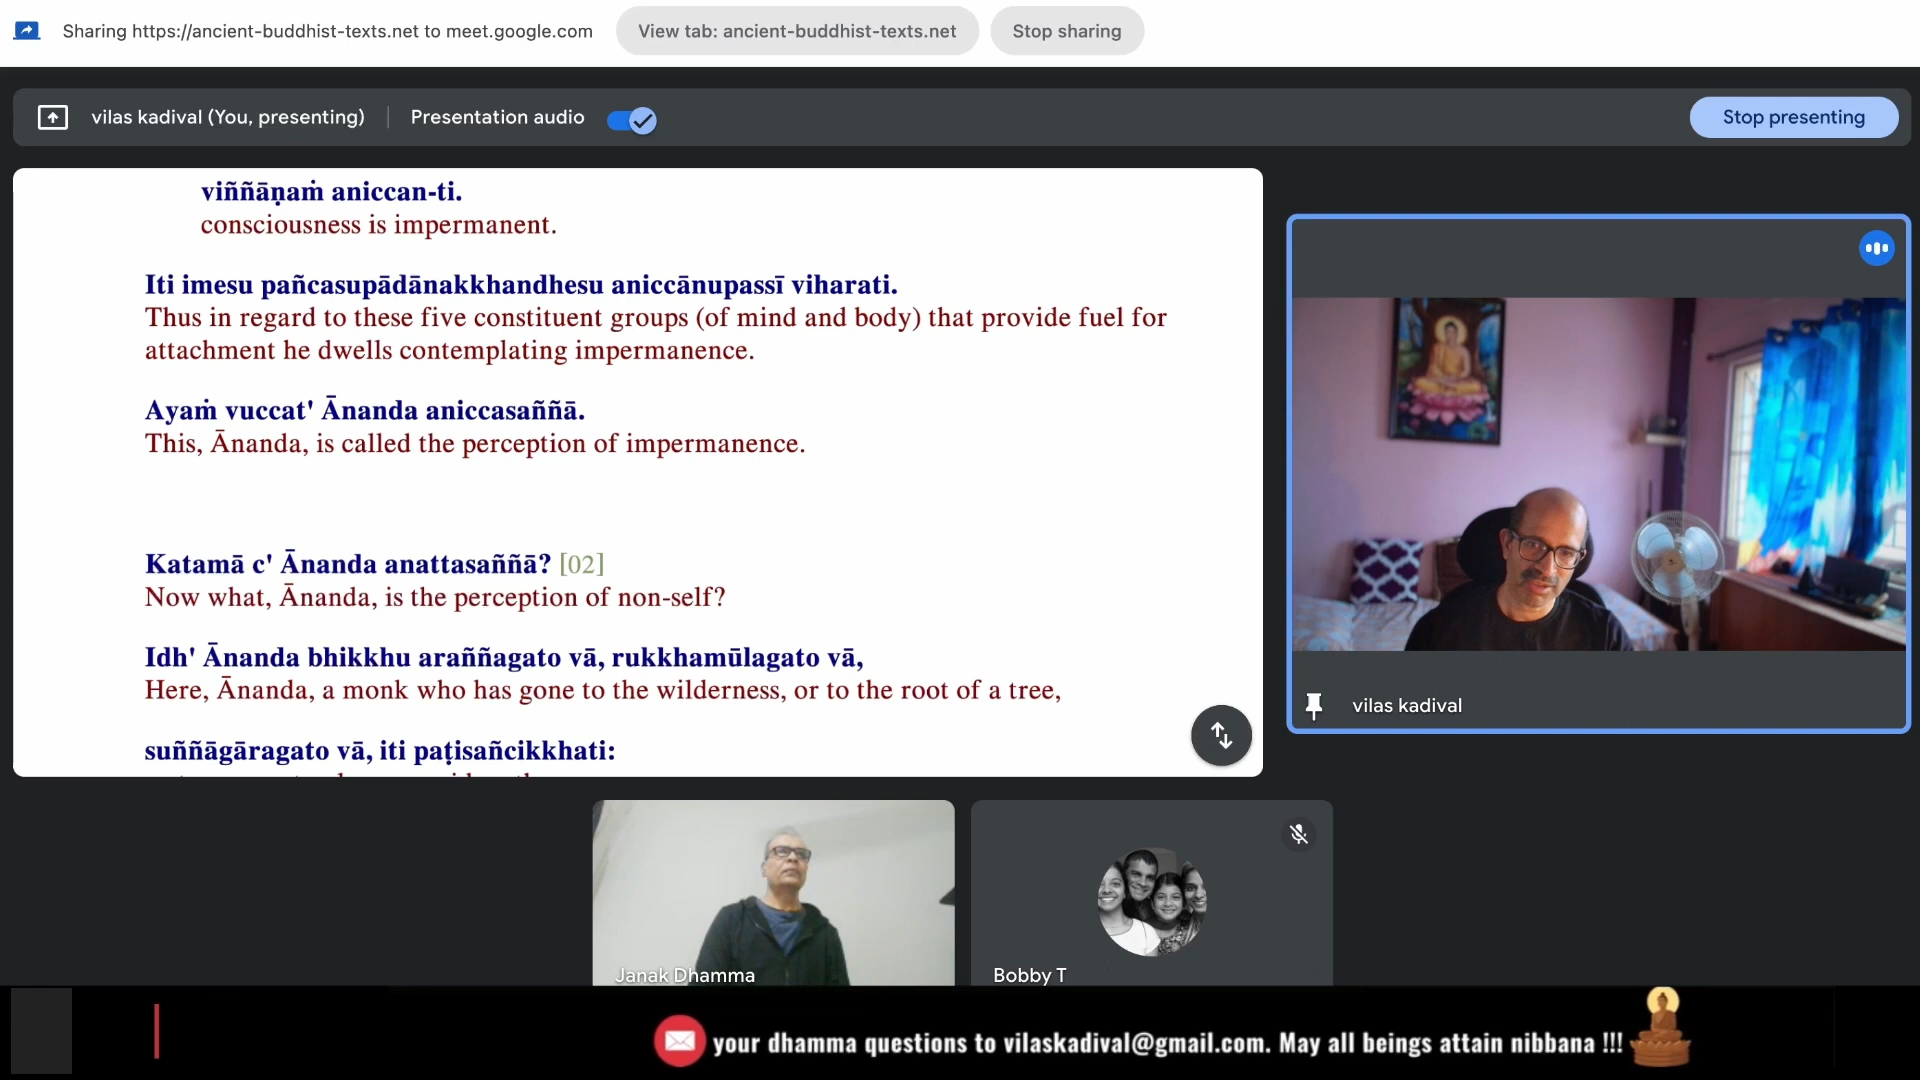 Sharing https://ancient-buddhist-texts.net to meet.google.com
View tab: ancient-buddhist-texts.net
Stop sharing
vilas kadival (You, presenting)
Presentation audio
Stop presenting
viññāṇaṁ aniccan-ti.
consciousness is impermanent.
Iti imesu pañcasupādānakkhandhesu aniccānupassī viharati.
Thus in regard to these five constituent groups (of mind and body) that provide fuel for
attachment he dwells contemplating impermanence.
Ayaṁ vuccat' Ānanda aniccasaññā.
This, Ānanda, is called the perception of impermanence.
Katamā c' Ānanda anattasaññā? [02]
Now what, Ānanda, is the perception of non-self?
Idh' Ānanda bhikkhu araññagato vā, rukkhamūlagato vā,
Here, Ānanda, a monk who has gone to the wilderness, or to the root of a tree,
suññāgāragato vā, iti paṭisañcikkhati:
vilas kadival
Janak Dhamma
Bobby T
your dhamma questions to vilaskadival@gmail.com. May all beings attain nibbana !!!